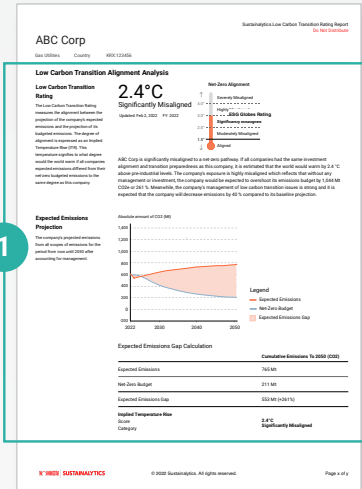 Sustainalytics Low Carbon Transition Rating Report
Do Not Distribute
ABC Corp
Gas Utilities Country KRX:123456
Low Carbon Transition Alignment Analysis
Low Carbon Transition
Rating
The Low Carbon Transition Rating
measures the alignment between the
projection of the company's expected
emissions and the projection of its
budgeted emissions. The degree of
alignment is expressed as an Implied
Temperature Rise (ITR). This
temperature signifies to what degree
the world would warm if all companies
expected emissions differed from their
net-zero budgeted emissions to the
same degree as this company.
2.4°C
Significantly Misaligned
Updated Feb 2, 2022 FY 2022
Net-Zero Alignment
Severely Misaligned
Highly
ESG Globes Rating
Significantly misaligned
Moderately Misaligned
Aligned
ABC Corp is significantly misaligned to a net-zero pathway. If all companies had the same investment
alignment and transition preparedness as this company, it is estimated that the world would warm by 2.4 °C
above pre-industrial levels. The company's exposure is highly misaligned which reflects that without any
management or investment, the company would be expected to overshoot its emissions budget by 1,044 Mt
CO2e or 261 %. Meanwhile, the company's management of low carbon transition issues is strong and it is
expected that the company will decrease emissions by 40 % compared to its baseline projection.
1
Expected Emissions
Projection
The company's projected emissions
from all scopes of emissions for the
period from now until 2050 after
accounting for management.
Absolute amount of CO2 (Mt)
1,400
1,200
1,000
800
600
400
200
0
-200
2022 2030 2040 2050
Legend
Expected Emissions
Net-Zero Budget
Expected Emissions Gap
Expected Emissions Gap Calculation
Cumulative Emissions To 2050 (CO2)
Expected Emissions 765 Mt
Net-Zero Budget 211 Mt
Expected Emissions Gap 553 Mt (+261%)
Implied Temperature Rise
Score 2.4°C
Category Significantly Misaligned
SUSTAINALYTICS
© 2022 Sustainalytics. All rights reserved.
Page x of y